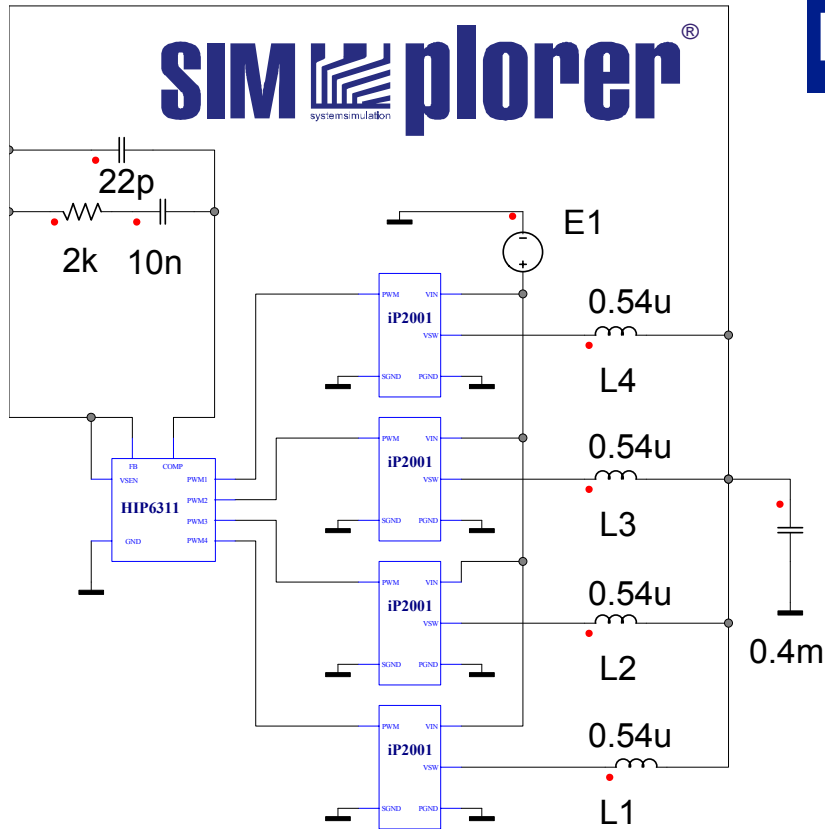 SIMplorer®
systemsimulation
22p
2k
10n
E1
PWM
VIN
iP2001
VSW
SGND
PGND
0.54u
L4
PWM
VIN
iP2001
VSW
SGND
PGND
0.54u
L3
FB
COMP
VSEN
PWM1
PWM2
HIP6311
PWM3
GND
PWM4
0.4m
PWM
VIN
iP2001
VSW
SGND
PGND
0.54u
L2
PWM
VIN
iP2001
VSW
SGND
PGND
0.54u
L1